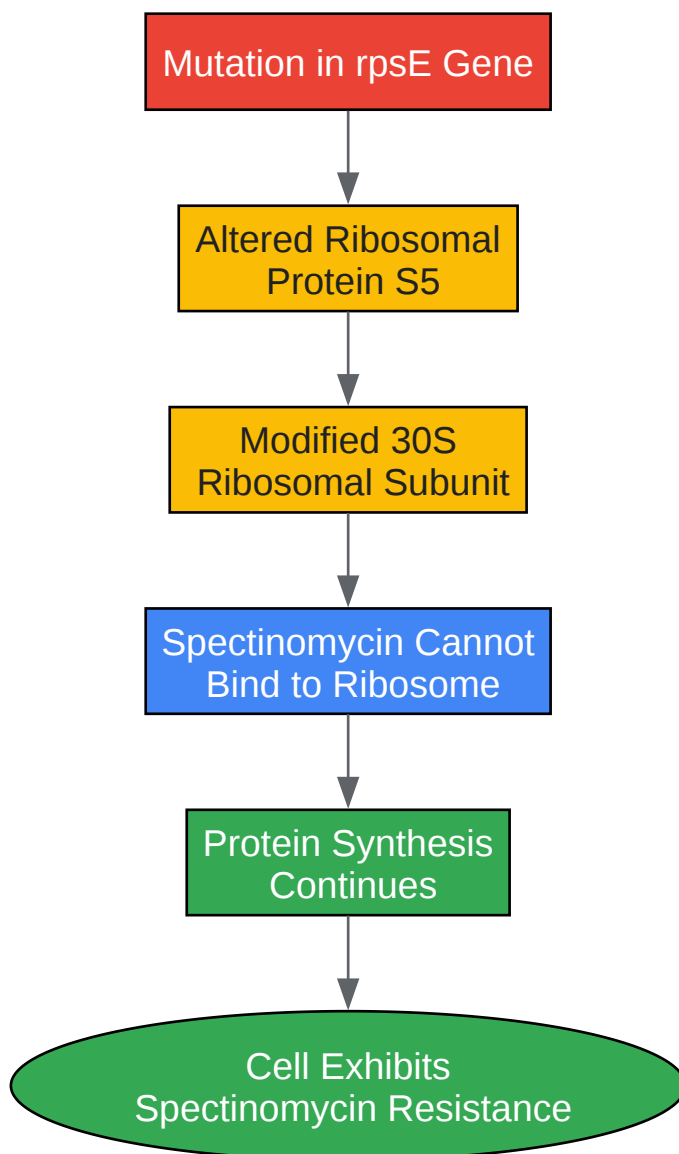 Mutation in rpsE Gene
Altered Ribosomal
Protein S5
Modified 30S
Ribosomal Subunit
Spectinomycin Cannot
Bind to Ribosome
Protein Synthesis
Continues
Cell Exhibits
Spectinomycin Resistance